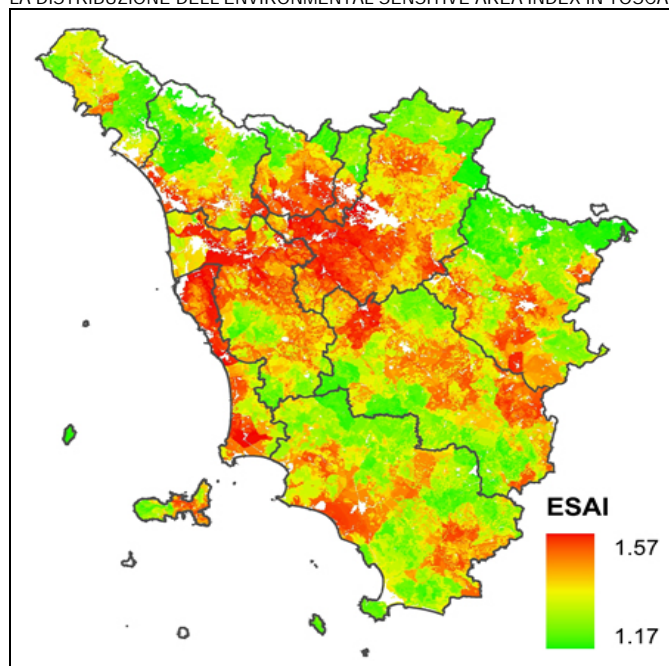 LA DISTRIBUZIONE DELL'ENVIRONMENTAL SENSITIVE AREA INDEX IN TOSCA
ESAI
1.57
1.17